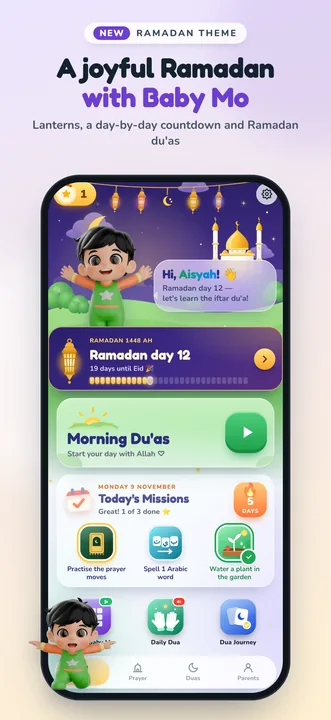 NEW RAMADAN THEME
A joyful Ramadan
with Baby Mo
Lanterns, a day-by-day countdown and Ramadan
du'as
1
Hi, Aisyah! 👋
Ramadan day 12 —
let's learn the iftar du'a!
RAMADAN 1448 AH
Ramadan day 12
19 days until Eid 🎉
Morning Du'as
Start your day with Allah ♡
MONDAY 9 NOVEMBER
Today's Missions
Great! 1 of 3 done ⭐
5
DAYS
Practise the prayer
moves
Spell 1 Arabic
word
Water a plant in
the garden
Daily Dua
Dua Journey
Prayer
Duas
Parents